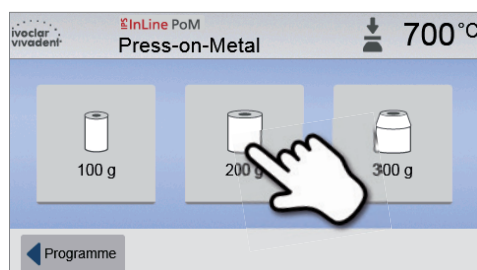 ivoclar
vivadent
IPS InLine PoM
Press-on-Metal
700°C
100 g
200 g
300 g
Programme